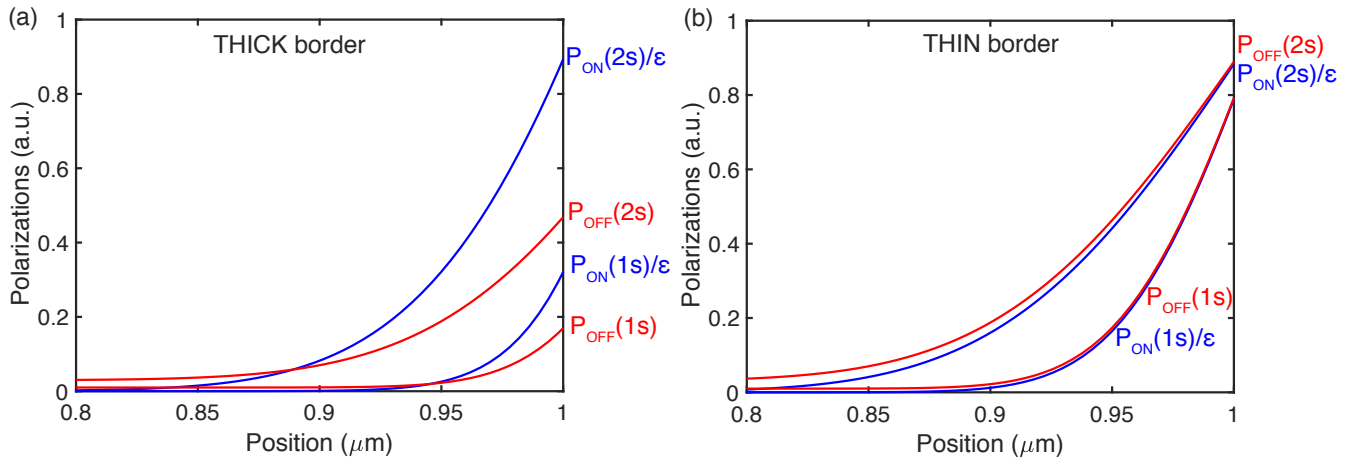 (a)
THICK border
P_ON(2s)/ε
P_OFF(2s)
P_ON(1s)/ε
P_OFF(1s)
Polarizations (a.u.)
1
0.8
0.6
0.4
0.2
0
0.8
0.85
0.9
0.95
1
Position (μm)
(b)
THIN border
P_OFF(2s)
P_ON(2s)/ε
P_OFF(1s)
P_ON(1s)/ε
Polarizations (a.u.)
1
0.8
0.6
0.4
0.2
0
0.8
0.85
0.9
0.95
1
Position (μm)